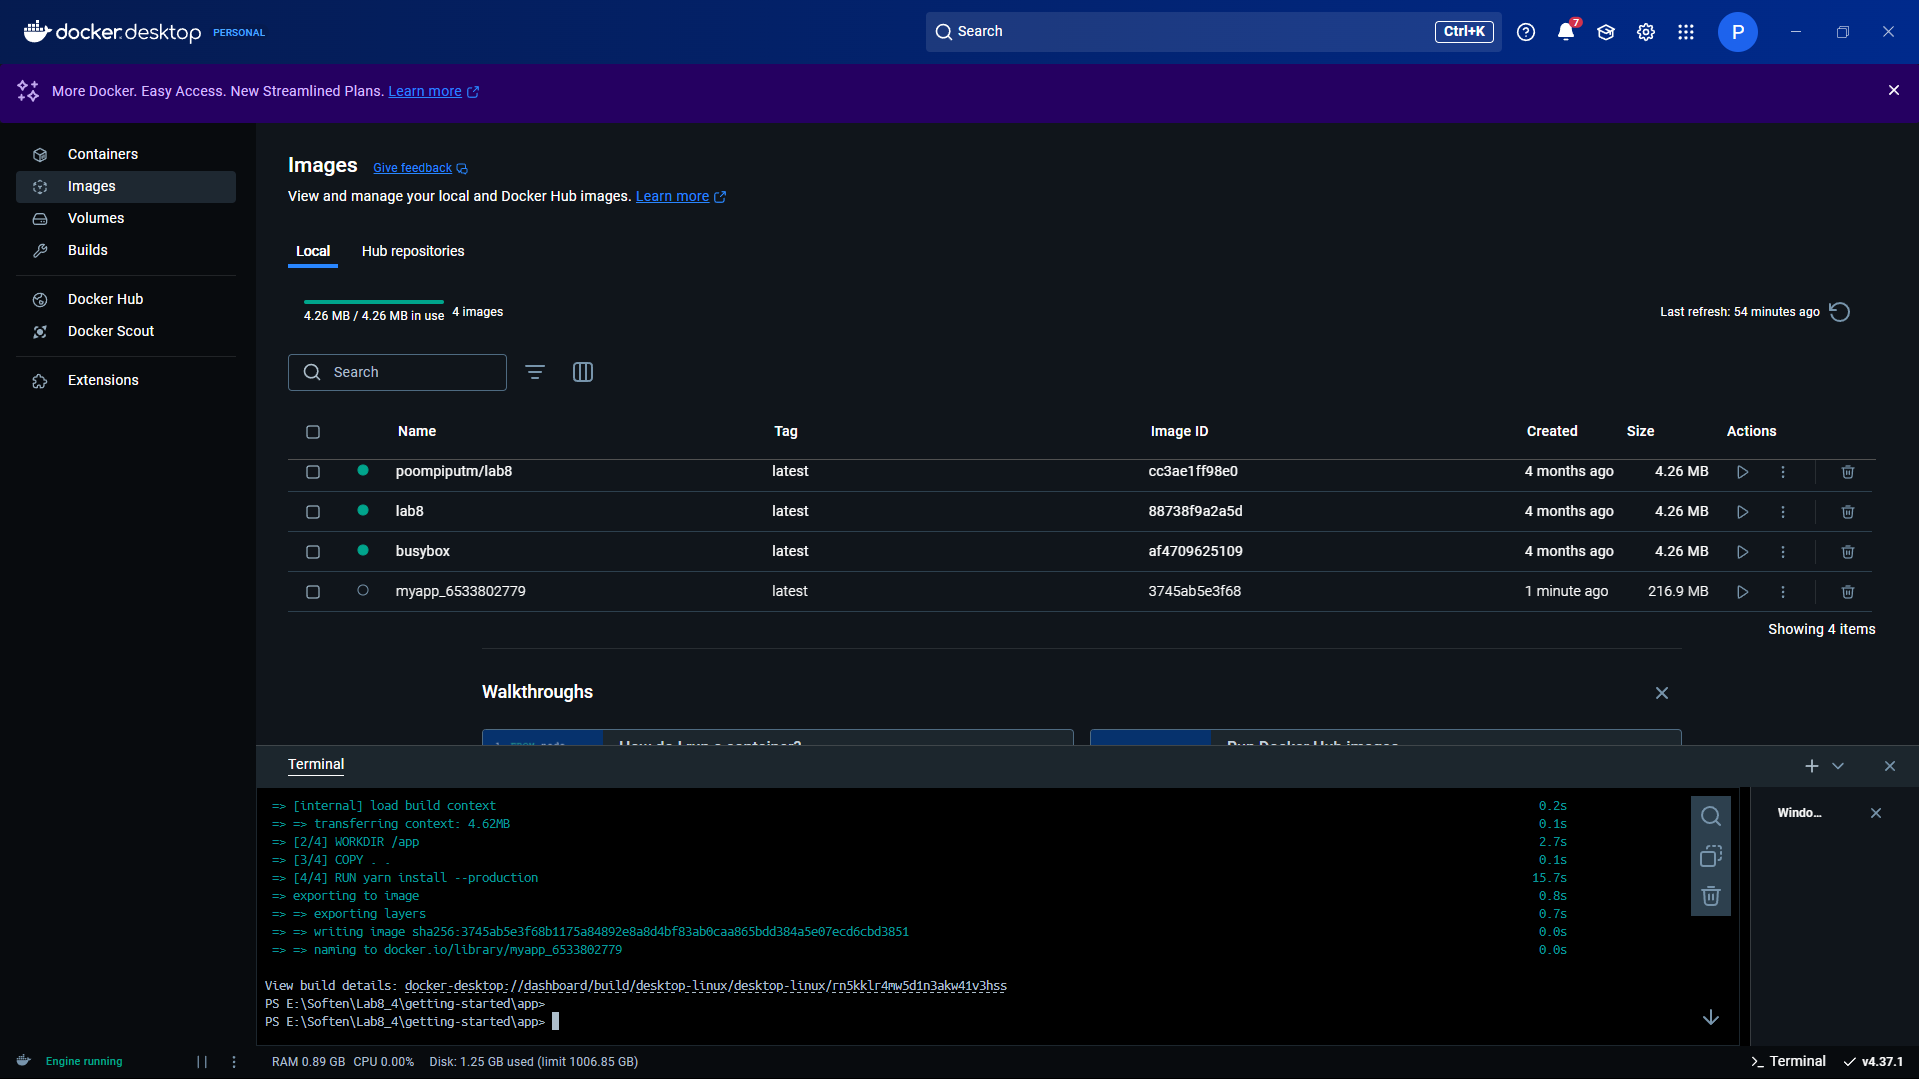 docker.desktop PERSONAL
Search Ctrl+K
7
P
More Docker. Easy Access. New Streamlined Plans. Learn more
Containers
Images
Volumes
Builds
Docker Hub
Docker Scout
Extensions
Images Give feedback
View and manage your local and Docker Hub images. Learn more
Local Hub repositories
4.26 MB / 4.26 MB in use 4 images
Last refresh: 54 minutes ago
Search
Name Tag Image ID Created Size Actions
poompiputm/lab8 latest cc3ae1ff98e0 4 months ago 4.26 MB
lab8 latest 88738f9a2a5d 4 months ago 4.26 MB
busybox latest af4709625109 4 months ago 4.26 MB
myapp_6533802779 latest 3745ab5e3f68 1 minute ago 216.9 MB
Showing 4 items
Walkthroughs
How do I run a container? Run Docker Hub images
Terminal
=> [internal] load build context 0.2s
=> => transferring context: 4.62MB 0.1s
=> [2/4] WORKDIR /app 2.7s
=> [3/4] COPY . . 0.1s
=> [4/4] RUN yarn install --production 15.7s
=> exporting to image 0.8s
=> => exporting layers 0.7s
=> => writing image sha256:3745ab5e3f68b1175a84892e8a8d4bf83ab0caa865bdd384a5e07ecd6cbd3851 0.0s
=> => naming to docker.io/library/myapp_6533802779 0.0s
View build details: docker-desktop://dashboard/build/desktop-linux/desktop-linux/rn5kklr4mw5d1n3akw41v3hss
PS E:\Soften\Lab8_4\getting-started\app>
PS E:\Soften\Lab8_4\getting-started\app>
Windo...
Engine running
RAM 0.89 GB CPU 0.00% Disk: 1.25 GB used (limit 1006.85 GB)
Terminal v4.37.1